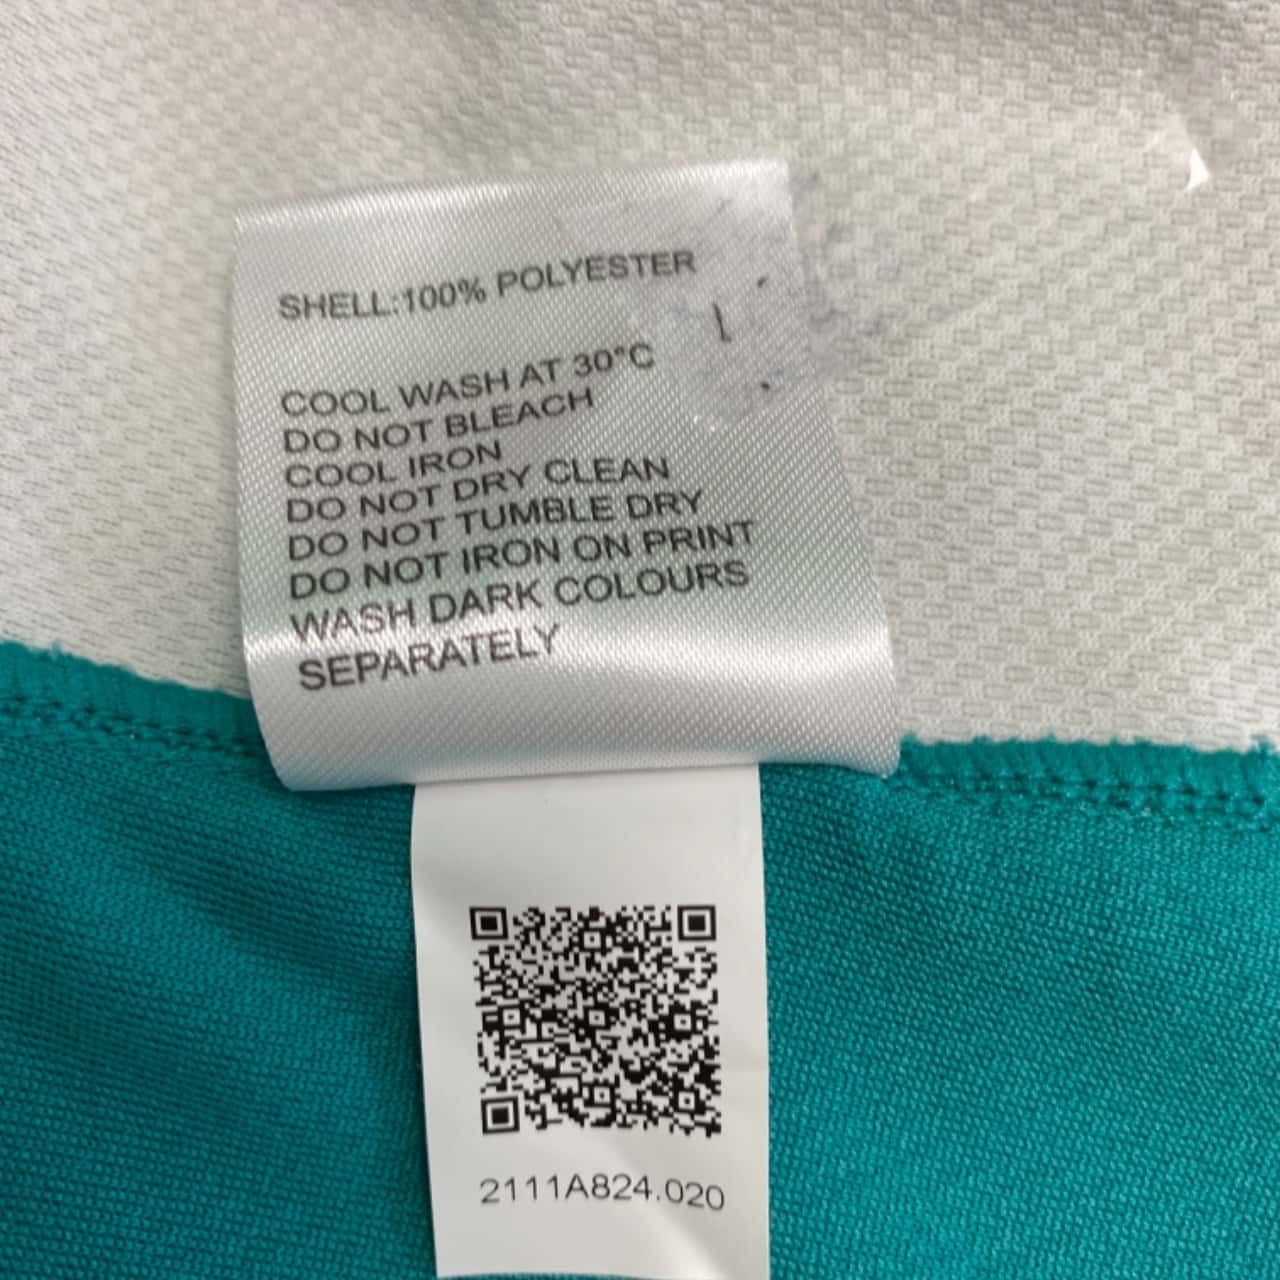 SHELL:100% POLYESTER
COOL WASH AT 30°C
DO NOT BLEACH
COOL IRON
DO NOT DRY CLEAN
DO NOT TUMBLE DRY
DO NOT IRON ON PRINT
WASH DARK COLOURS
SEPARATELY
2111A824.020